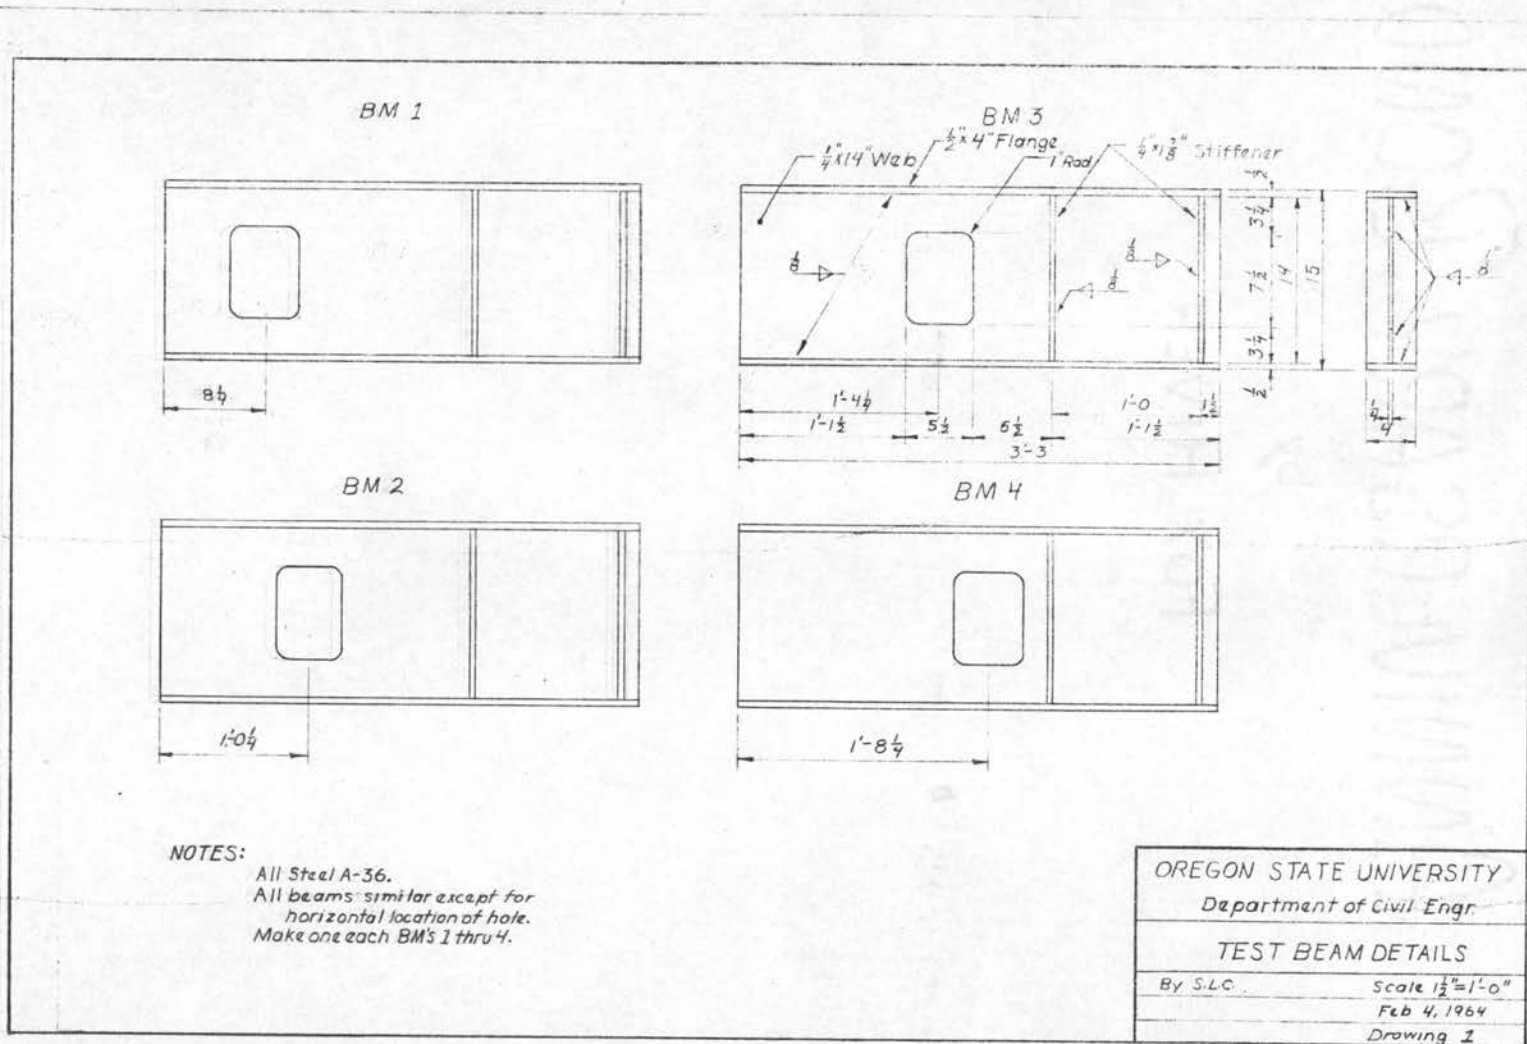 BM 1
8 1/4
BM 3
1/4"x14" Web
1/2"x4" Flange
1" Rad.
1/4"x1 7/8" Stiffener
1/8
1/8
1/8
1/8"
1/2
3 1/4
7 1/2
3 1/4
1/2
14
15
1'-4 1/4
1'-0
1 1/2
1'-1 1/2
5 1/2
6 1/2
1'-1 1/2
3'-3
1/4
4
BM 2
1'-0 1/4
BM 4
1'-8 1/4
NOTES:
All Steel A-36.
All beams similar except for
horizontal location of hole.
Make one each BM's 1 thru 4.
OREGON STATE UNIVERSITY
Department of Civil Engr.
TEST BEAM DETAILS
By S.L.C. Scale 1 1/2"=1'-0"
Feb 4, 1964
Drawing 1